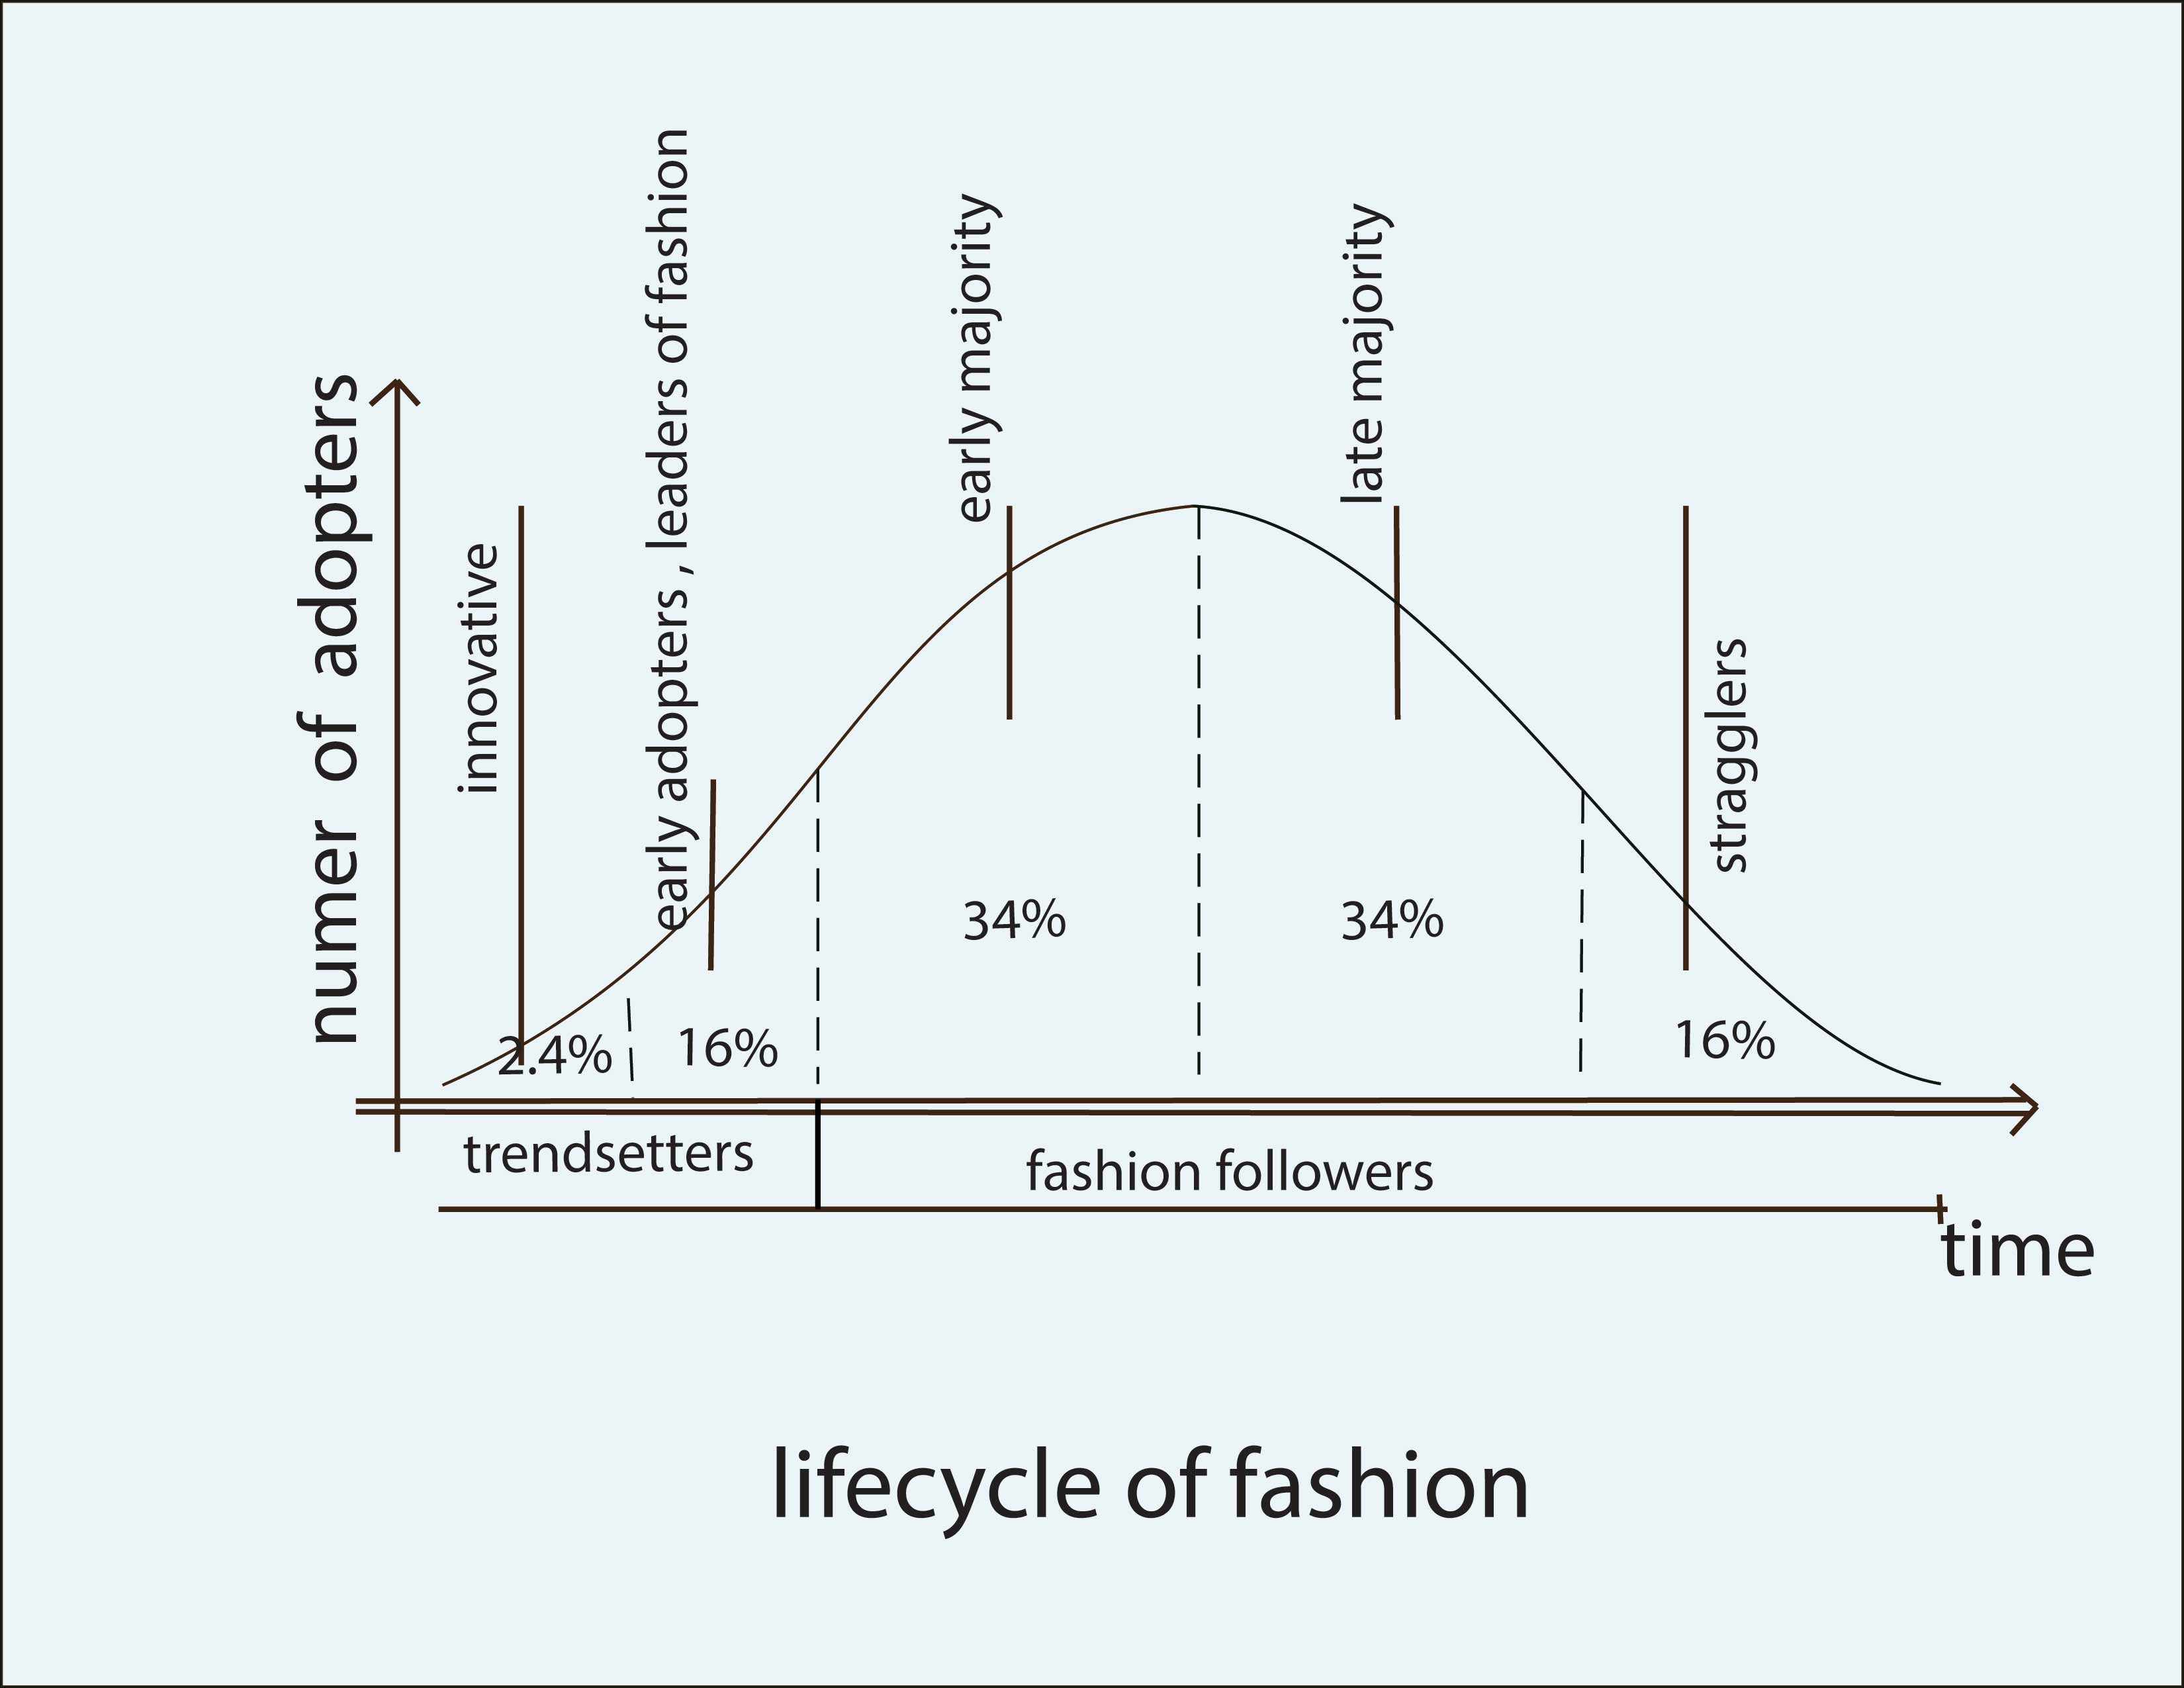 numer of adopters
innovative
early adopters , leaders of fashion
early majority
late majority
stragglers
2.4%
16%
34%
34%
16%
trendsetters
fashion followers
time
lifecycle of fashion